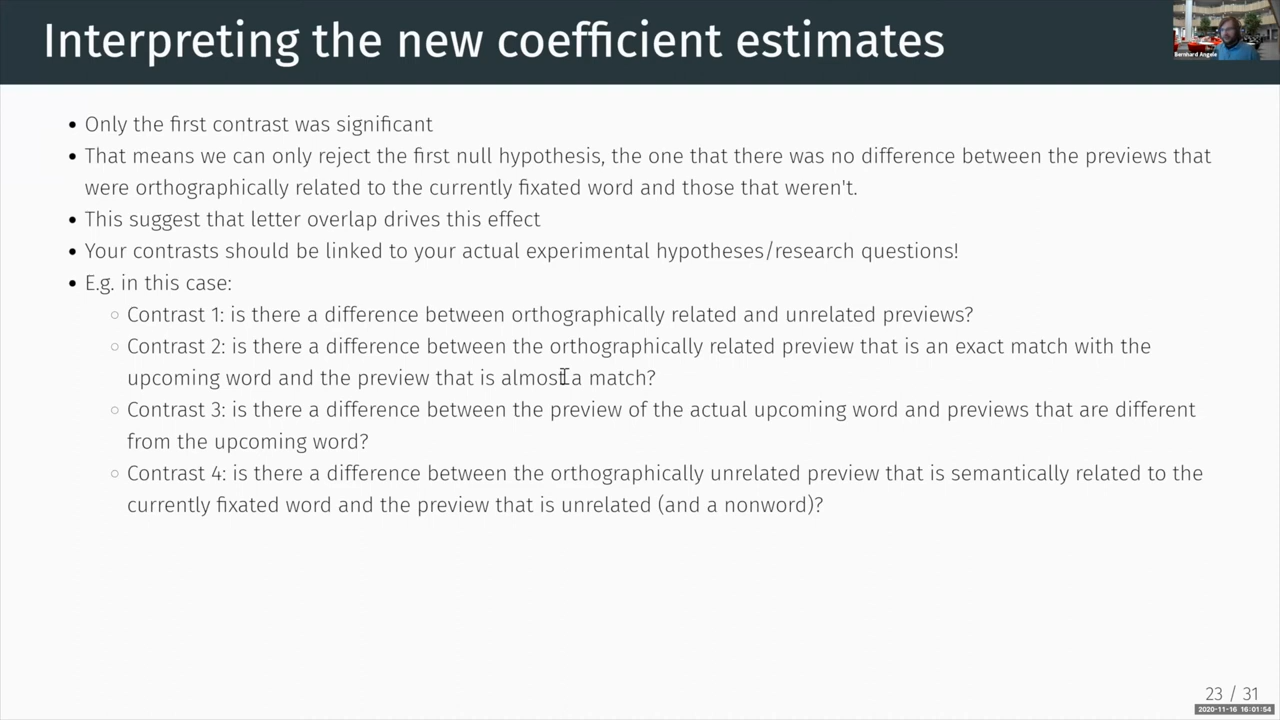 Interpreting the new coefficient estimates
Bernhard Angele
• Only the first contrast was significant
• That means we can only reject the first null hypothesis, the one that there was no difference between the previews that
were orthographically related to the currently fixated word and those that weren't.
• This suggest that letter overlap drives this effect
• Your contrasts should be linked to your actual experimental hypotheses/research questions!
• E.g. in this case:
○ Contrast 1: is there a difference between orthographically related and unrelated previews?
○ Contrast 2: is there a difference between the orthographically related preview that is an exact match with the
upcoming word and the preview that is almost a match?
○ Contrast 3: is there a difference between the preview of the actual upcoming word and previews that are different
from the upcoming word?
○ Contrast 4: is there a difference between the orthographically unrelated preview that is semantically related to the
currently fixated word and the preview that is unrelated (and a nonword)?
23 / 31
2020-11-16 16:01:54